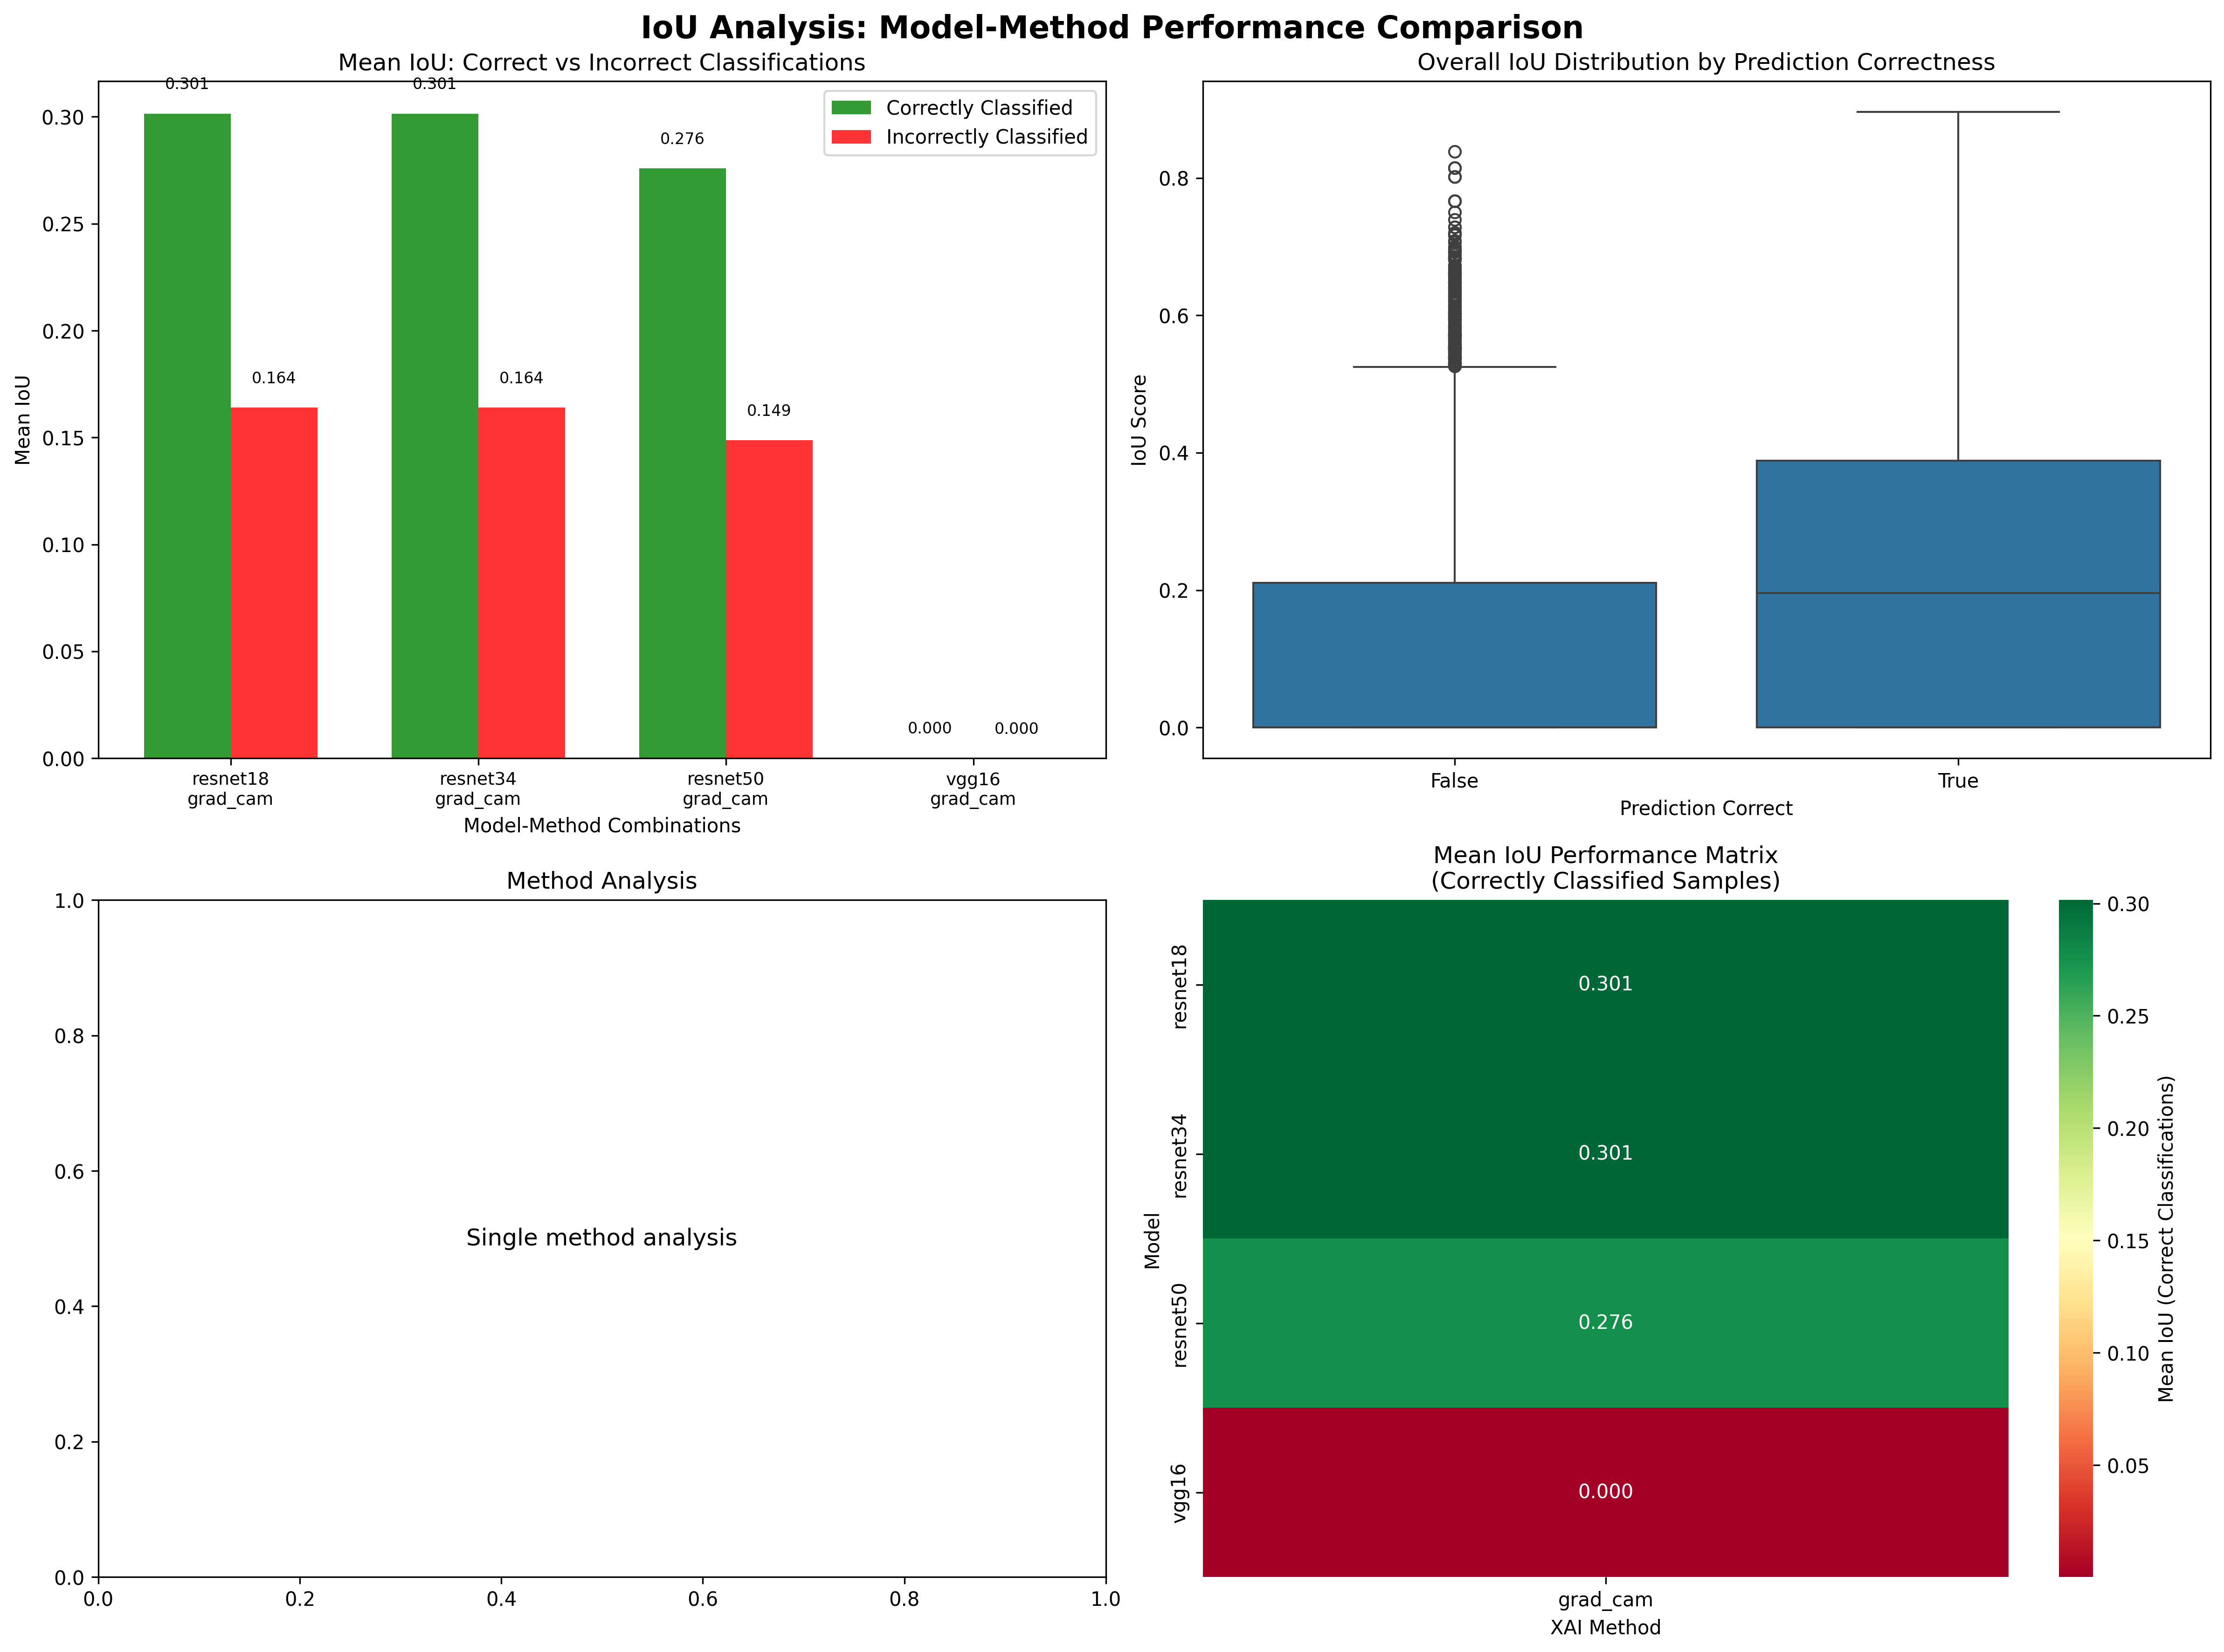 IoU Analysis: Model-Method Performance Comparison
Mean IoU: Correct vs Incorrect Classifications
0.301
0.301
0.276
0.164
0.164
0.149
0.000
0.000
Correctly Classified
Incorrectly Classified
0.30
0.25
0.20
0.15
0.10
0.05
0.00
Mean IoU
resnet18
grad_cam
resnet34
grad_cam
resnet50
grad_cam
vgg16
grad_cam
Model-Method Combinations
Overall IoU Distribution by Prediction Correctness
0.8
0.6
0.4
0.2
0.0
IoU Score
False
True
Prediction Correct
Method Analysis
1.0
0.8
0.6
0.4
0.2
0.0
Single method analysis
0.0
0.2
0.4
0.6
0.8
1.0
Mean IoU Performance Matrix
(Correctly Classified Samples)
Model
resnet18
resnet34
resnet50
vgg16
0.301
0.301
0.276
0.000
grad_cam
XAI Method
0.30
0.25
0.20
0.15
0.10
0.05
Mean IoU (Correct Classifications)